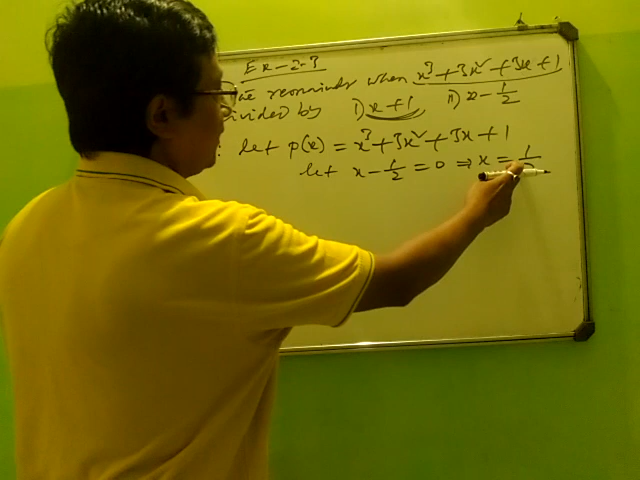 Ex-2.3
remainder when x³+3x²+3x+1
divided by i) x+1 ii) x-1/2
: let p(x) = x³+3x²+3x+1
let x-1/2=0 ⇒ x=1/2